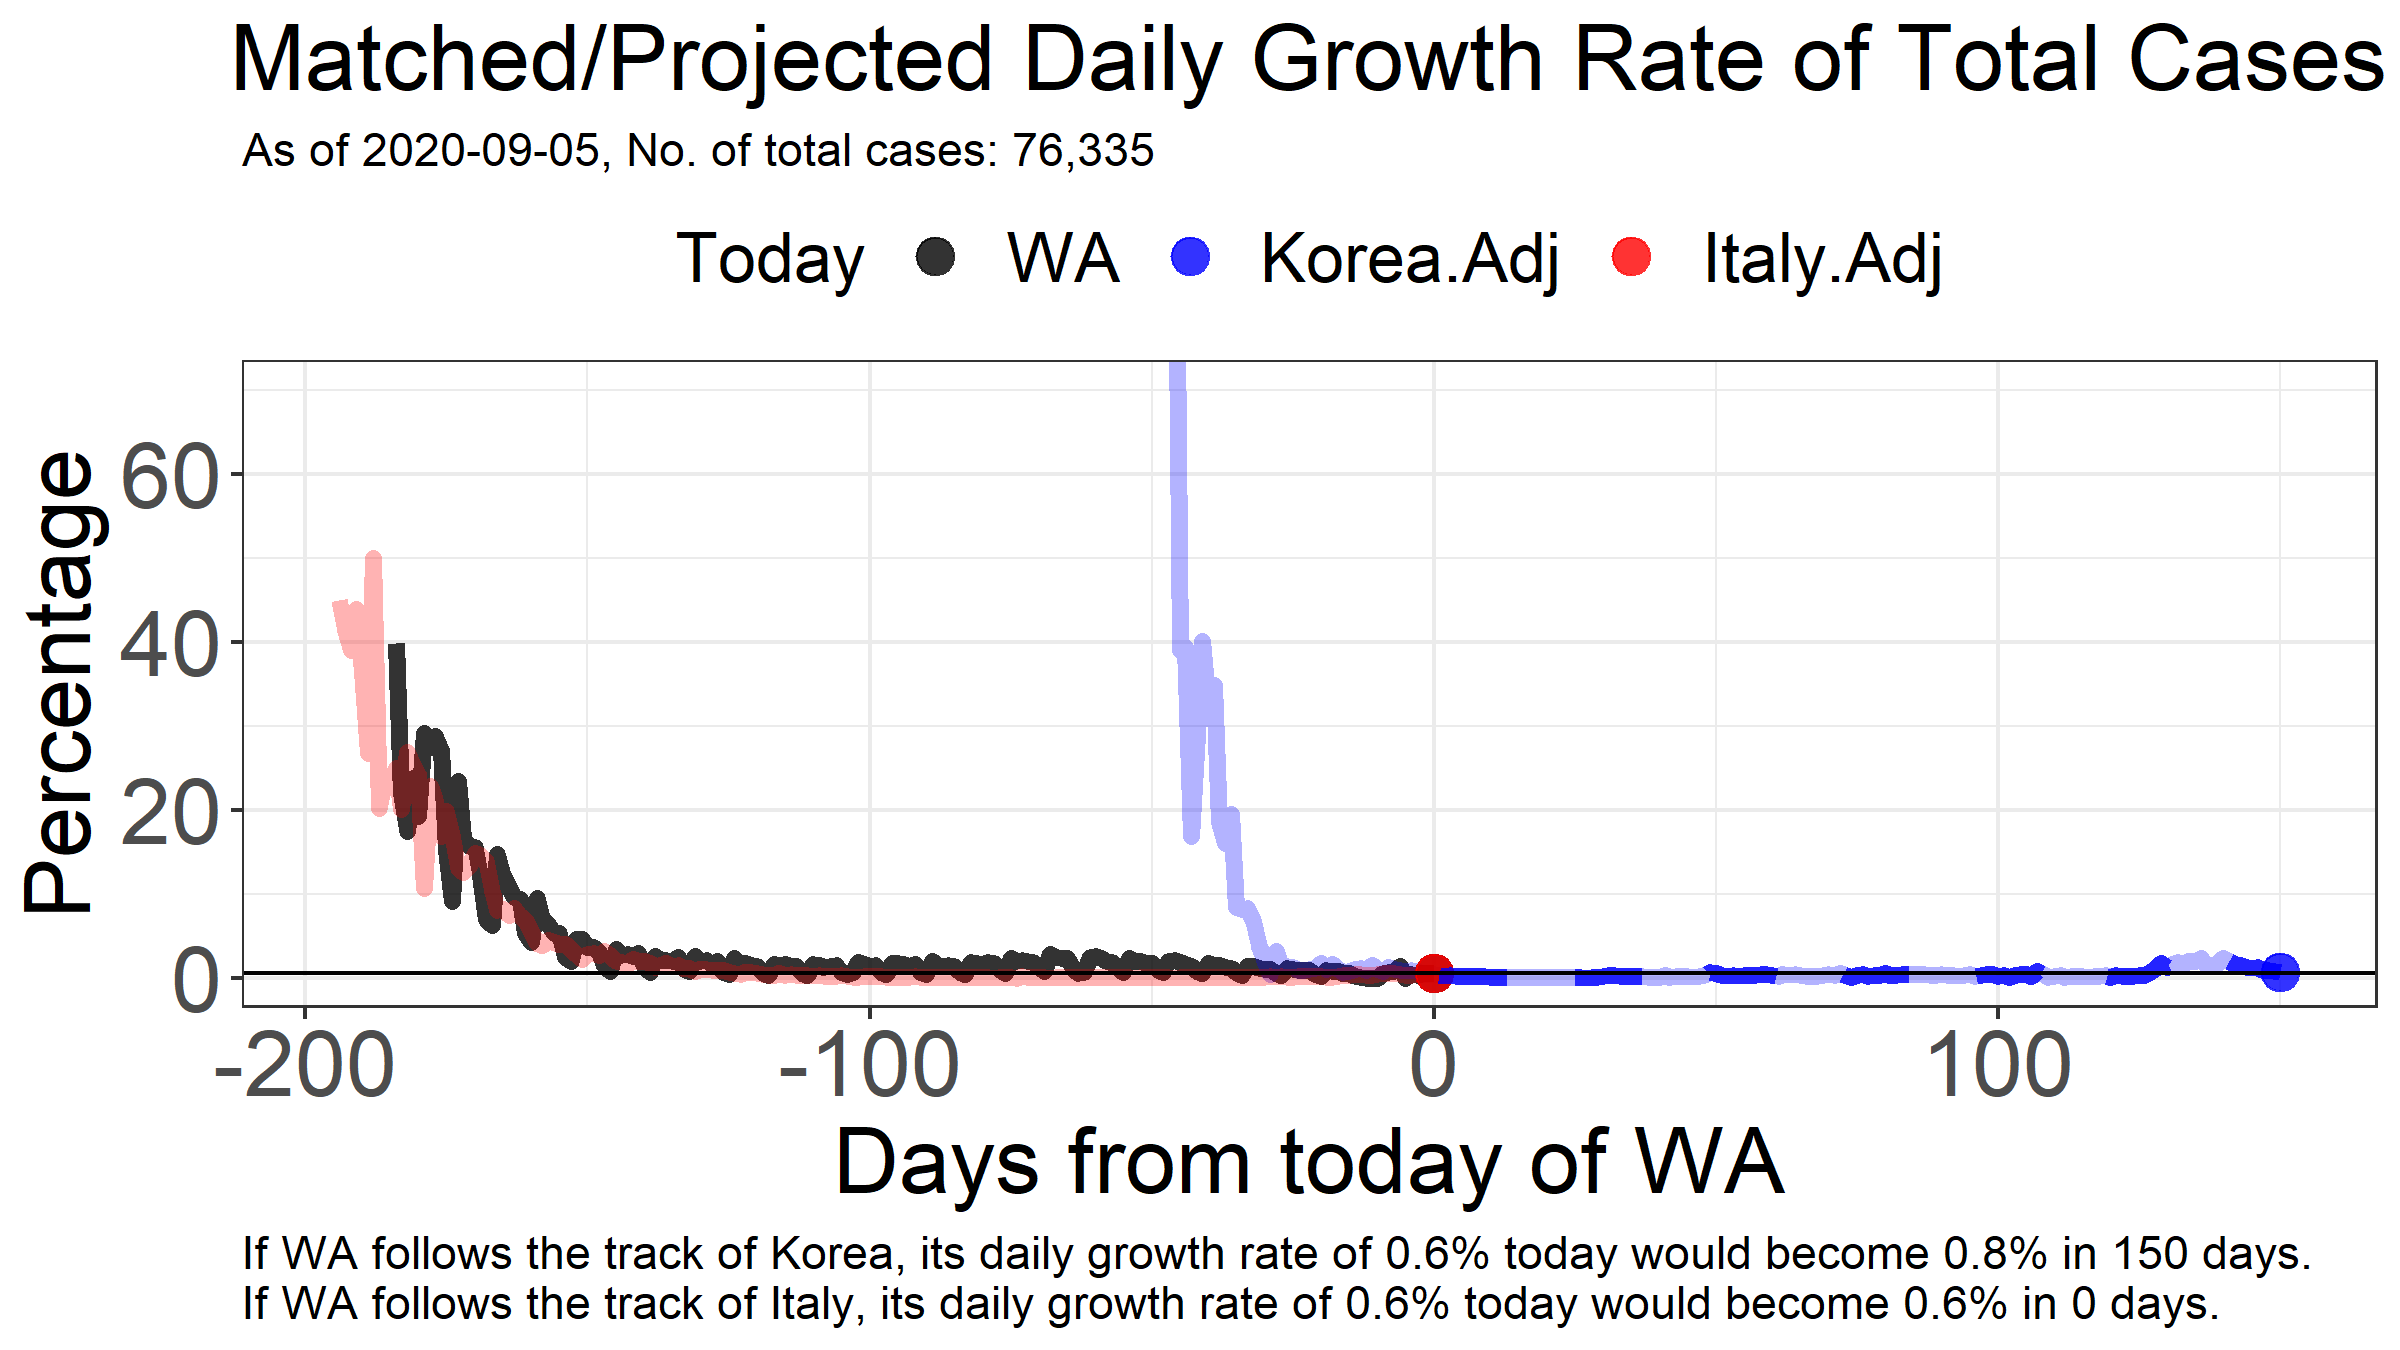 Matched/Projected Daily Growth Rate of Total Cases
As of 2020-09-05, No. of total cases: 76,335
Today WA Korea.Adj Italy.Adj
Percentage
60
40
20
0
-200 -100 0 100
Days from today of WA
If WA follows the track of Korea, its daily growth rate of 0.6% today would become 0.8% in 150 days.
If WA follows the track of Italy, its daily growth rate of 0.6% today would become 0.6% in 0 days.